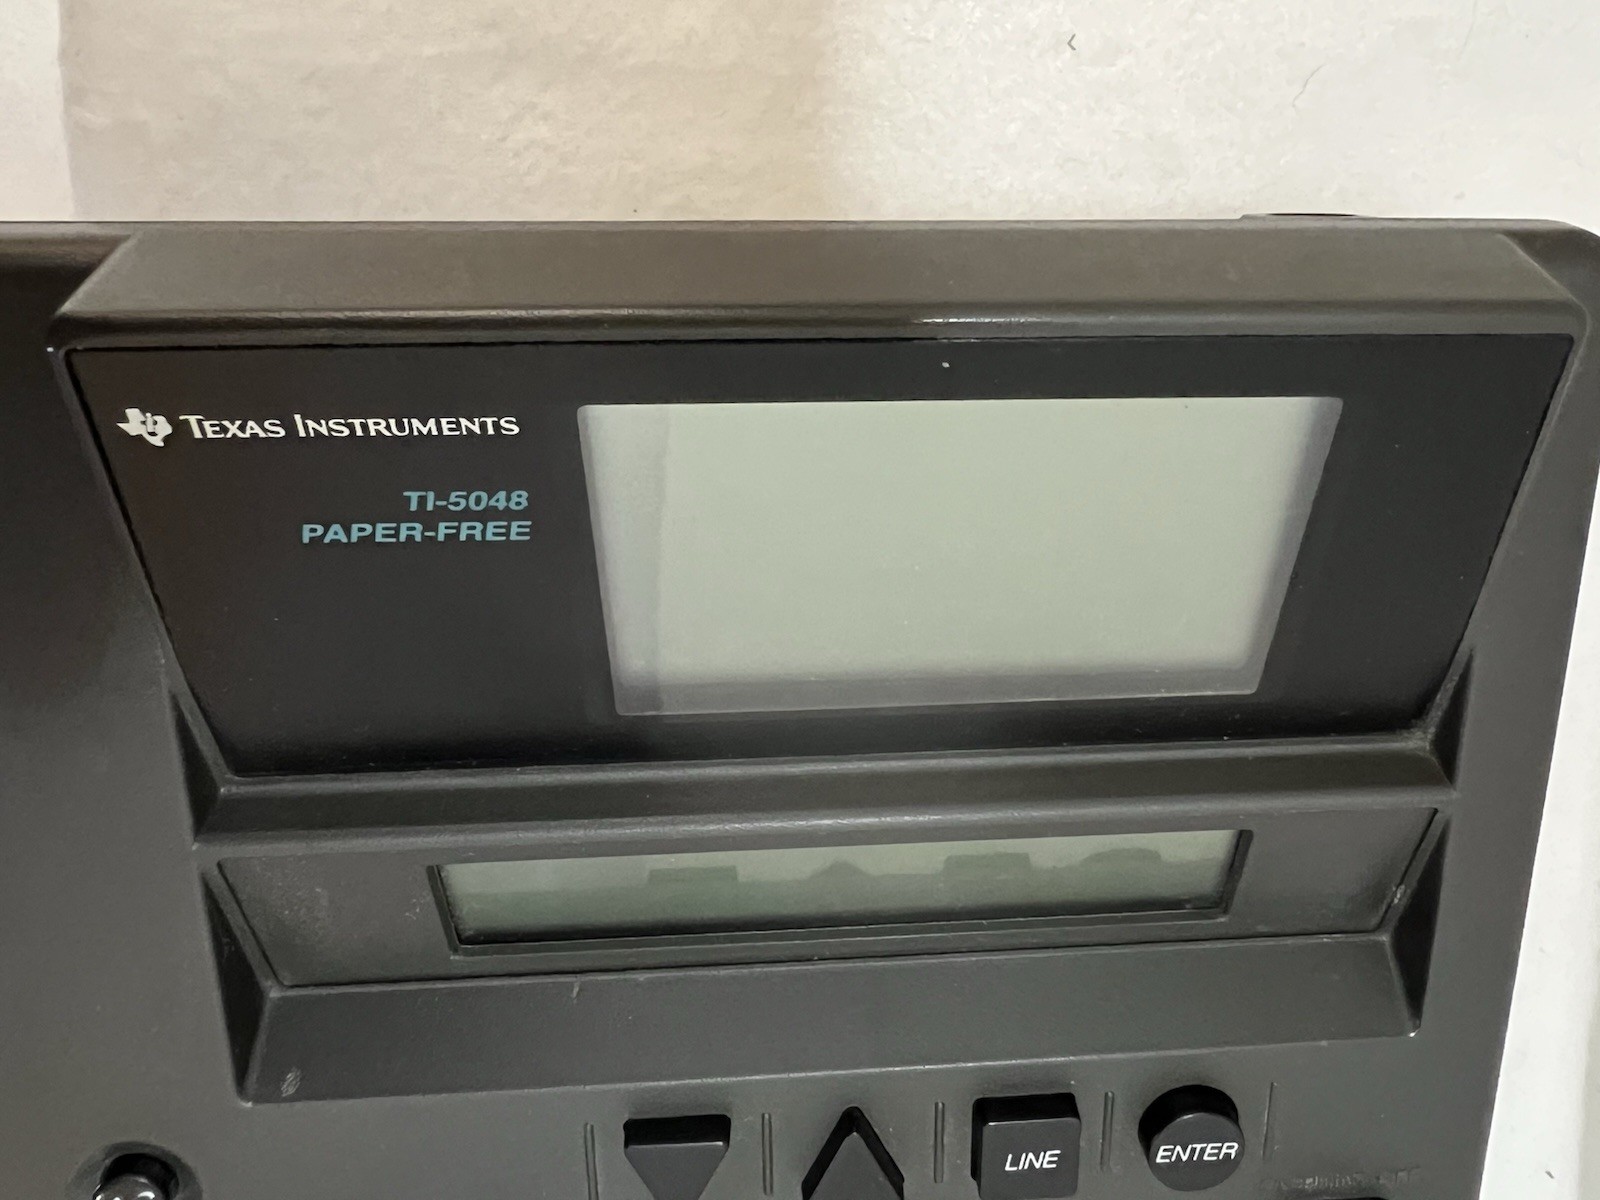 TEXAS INSTRUMENTS
TI-5048
PAPER-FREE
LINE
ENTER